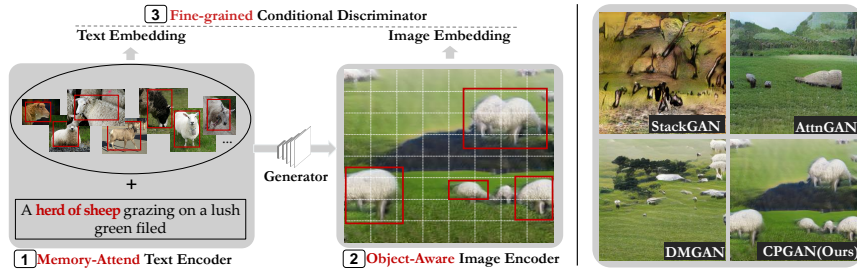 3 Fine-grained Conditional Discriminator
Text Embedding
Image Embedding
...
Generator
+
A herd of sheep grazing on a lush
green filed
1 Memory-Attend Text Encoder
2 Object-Aware Image Encoder
StackGAN
AttnGAN
DMGAN
CPGAN(Ours)